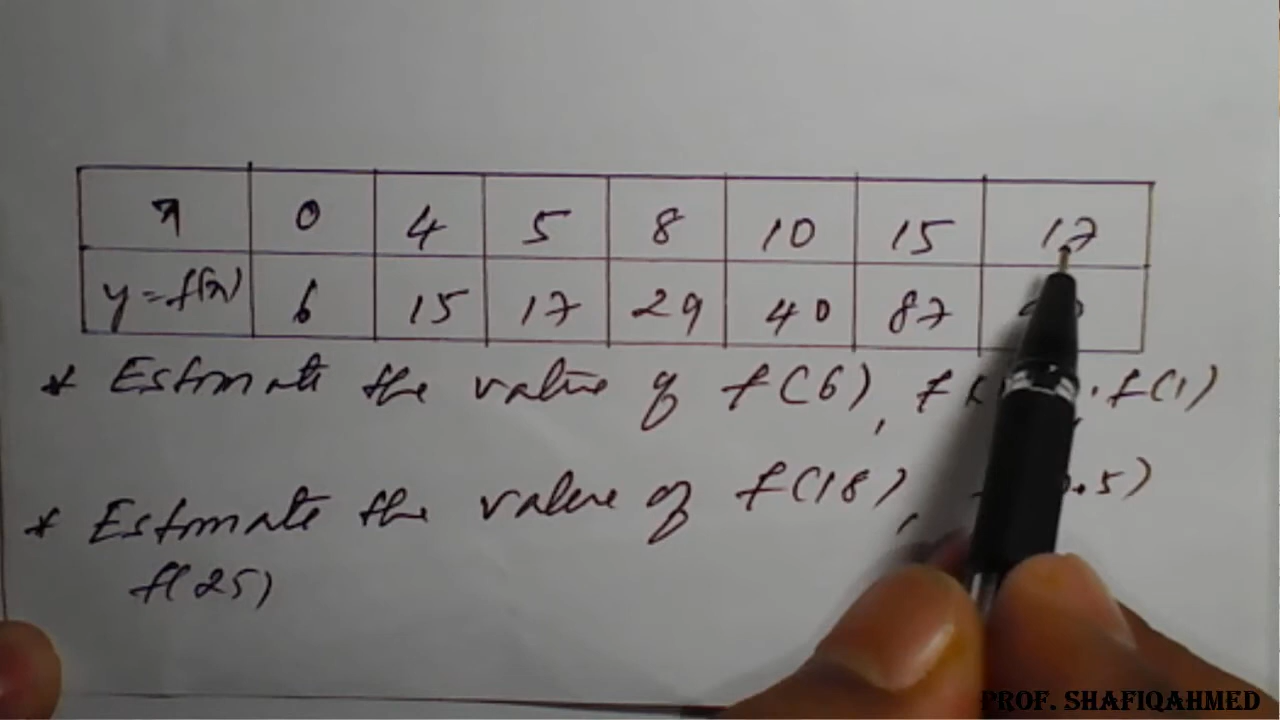 x 0 4 5 8 10 15 17
y = f(x) 6 15 17 29 40 87
* Estimate the value of f(6), f( . f(1)
* Estimate the value of f(18), .5)
f(25)
PROF. SHAFIQAHMED